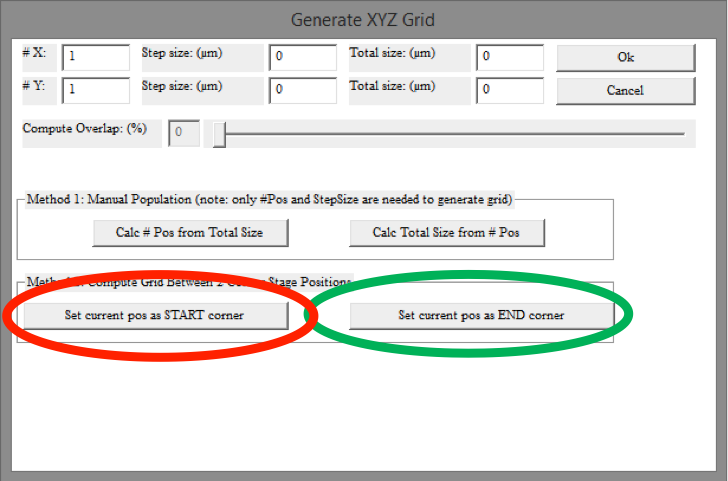 Generate XYZ Grid
# X: 1 Step size: (µm) 0 Total size: (µm) 0 Ok
# Y: 1 Step size: (µm) 0 Total size: (µm) 0 Cancel
Compute Overlap: (%) 0
Method 1: Manual Population (note: only #Pos and StepSize are needed to generate grid)
Calc # Pos from Total Size Calc Total Size from # Pos
Compute Grid Between 2 Stage Positions
Set current pos as START corner Set current pos as END corner